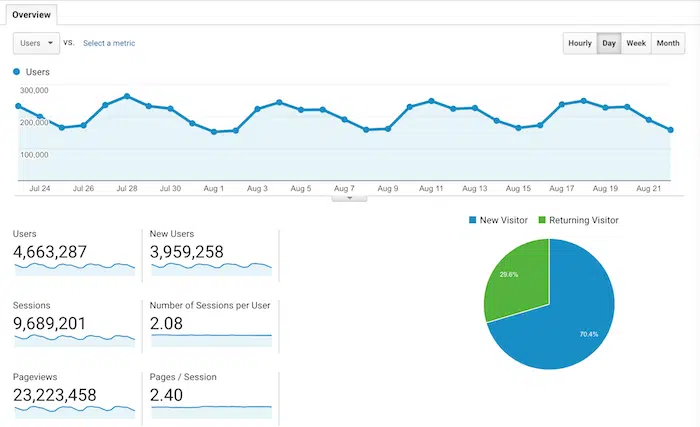 Overview
Users
vs.
Select a metric
Hourly
Day
Week
Month
Users
300,000
200,000
100,000
Jul 24
Jul 26
Jul 28
Jul 30
Aug 1
Aug 3
Aug 5
Aug 7
Aug 9
Aug 11
Aug 13
Aug 15
Aug 17
Aug 19
Aug 21
Users
4,663,287
New Users
3,959,258
Sessions
9,689,201
Number of Sessions per User
2.08
Pageviews
23,223,458
Pages / Session
2.40
New Visitor
Returning Visitor
29.6%
70.4%